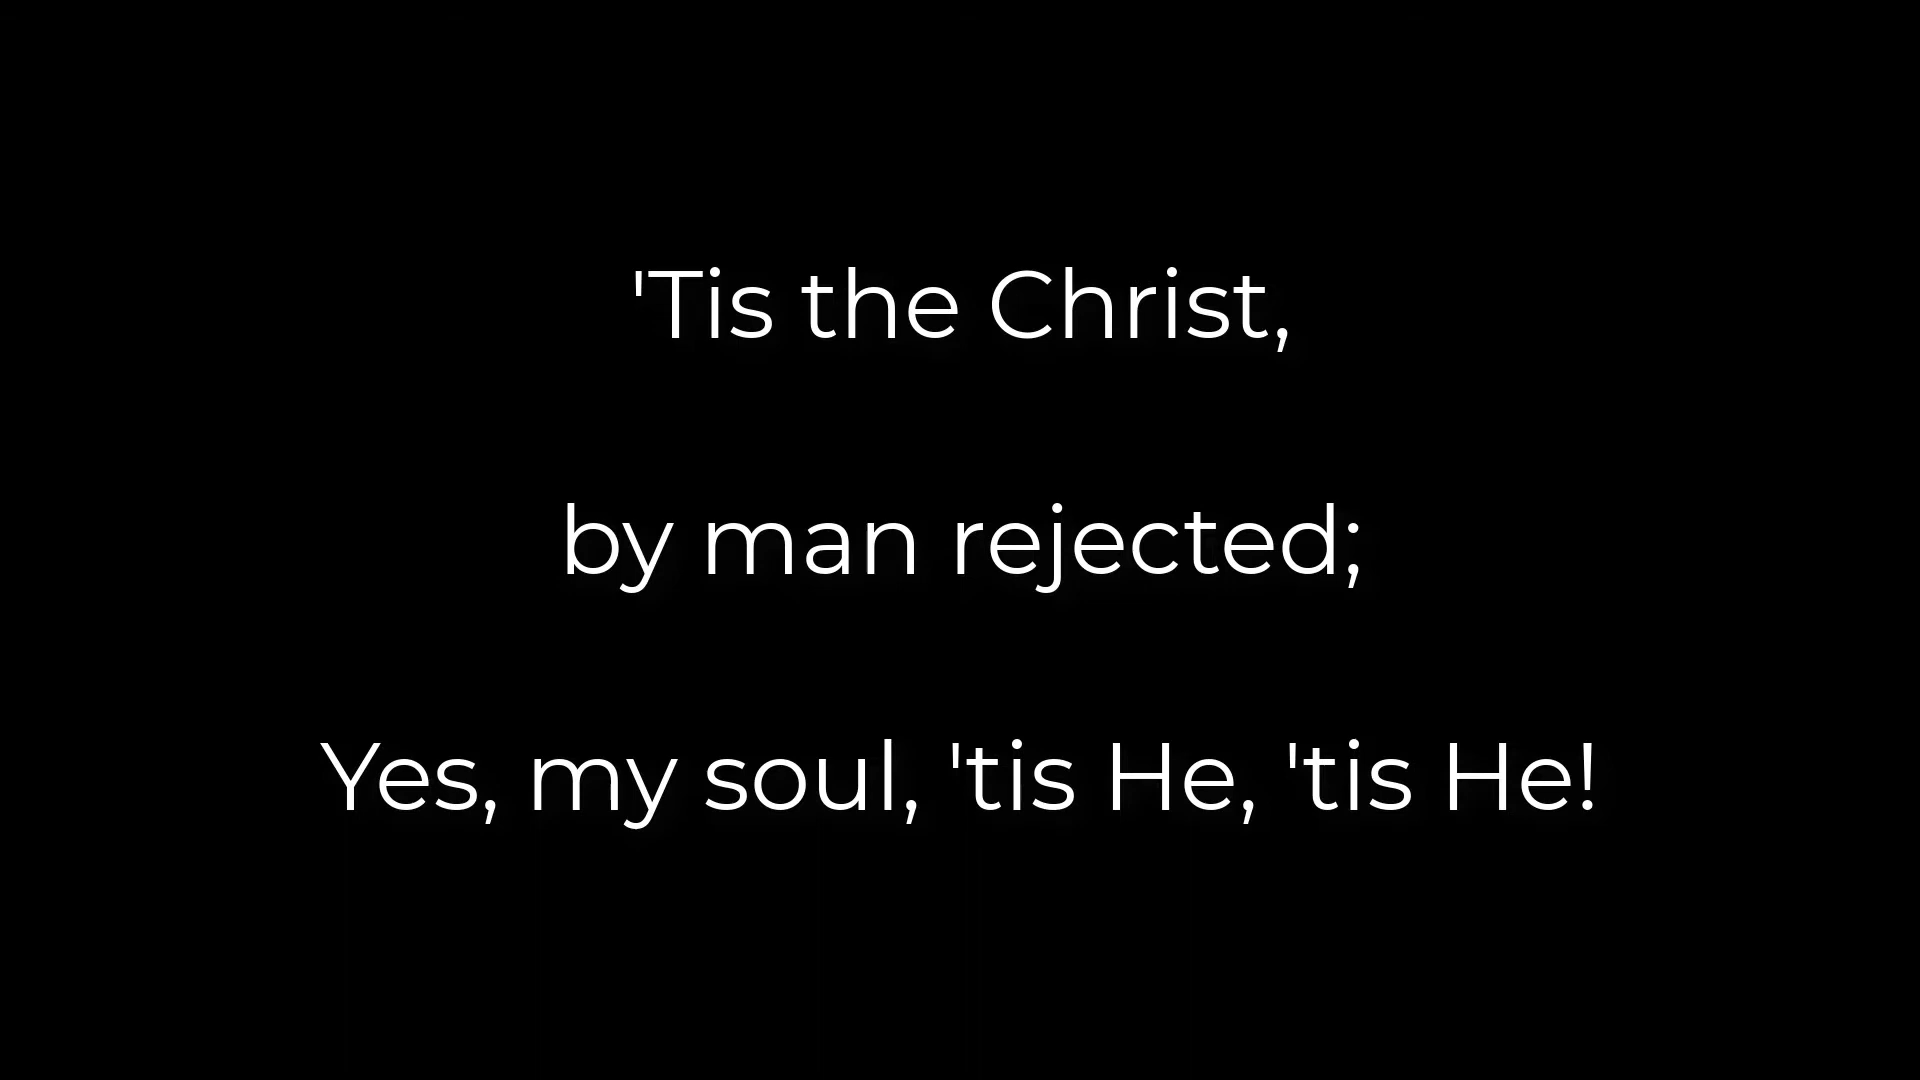 'Tis the Christ,
by man rejected;
Yes, my soul, 'tis He, 'tis He!